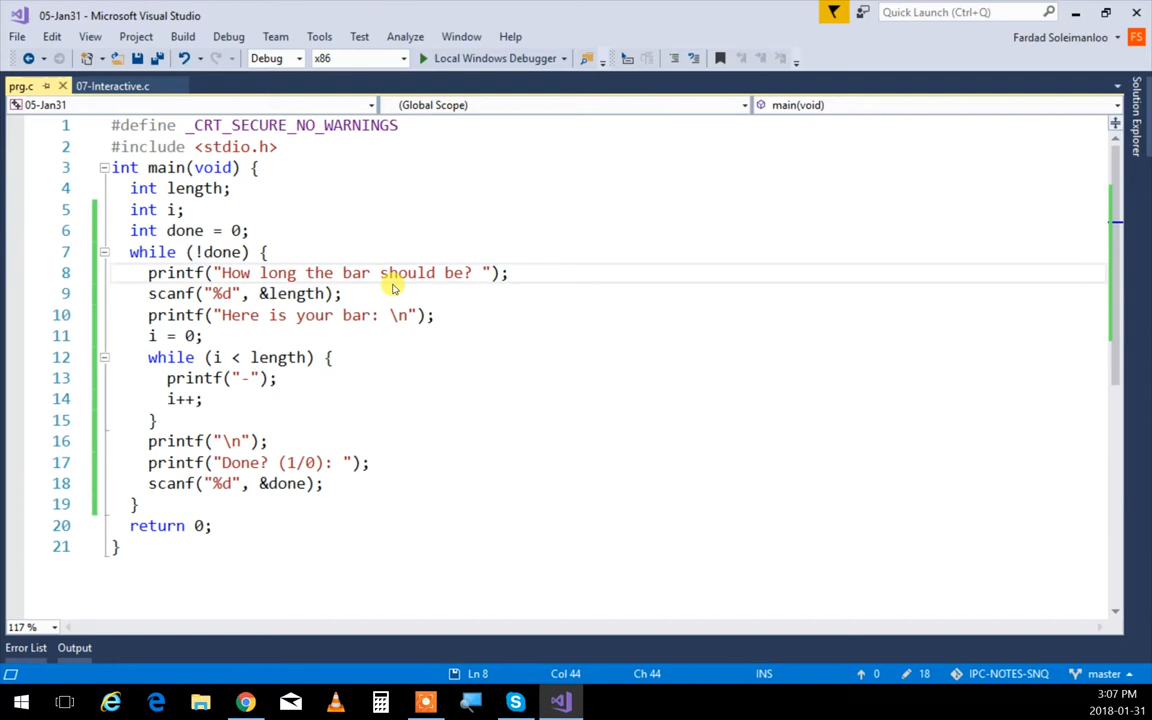 05-Jan31 - Microsoft Visual Studio
Quick Launch (Ctrl+Q)
File Edit View Project Build Debug Team Tools Test Analyze Window Help
Fardad Soleimanloo FS
Debug x86 Local Windows Debugger
prg.c 07-Interactive.c
05-Jan31 (Global Scope) main(void)
Solution Explorer
1 #define _CRT_SECURE_NO_WARNINGS
2 #include <stdio.h>
3 int main(void) {
4 int length;
5 int i;
6 int done = 0;
7 while (!done) {
8 printf("How long the bar should be? ");
9 scanf("%d", &length);
10 printf("Here is your bar: \n");
11 i = 0;
12 while (i < length) {
13 printf("-");
14 i++;
15 }
16 printf("\n");
17 printf("Done? (1/0): ");
18 scanf("%d", &done);
19 }
20 return 0;
21 }
117 %
Error List Output
Ln 8 Col 44 Ch 44 INS 0 18 IPC-NOTES-SNQ master
3:07 PM
2018-01-31